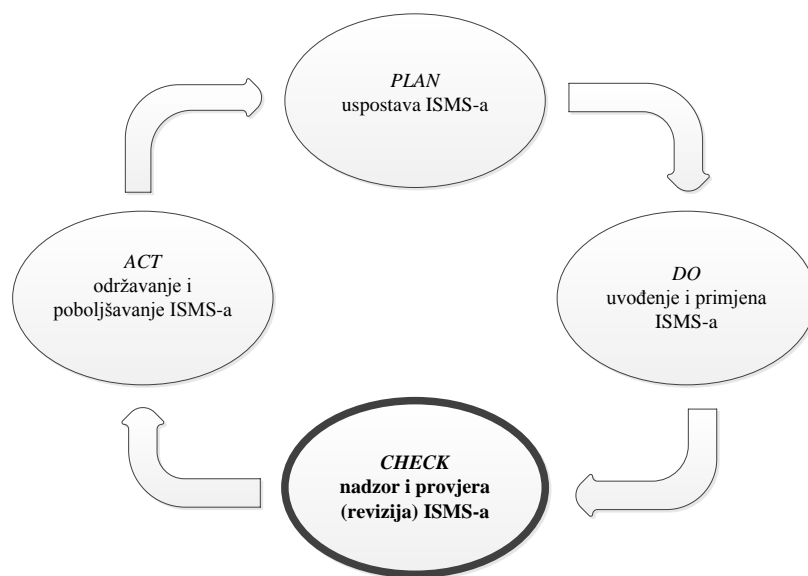 PLAN
uspostava ISMS-a
DO
uvođenje i primjena
ISMS-a
CHECK
nadzor i provjera
(revizija) ISMS-a
ACT
održavanje i
poboljšavanje ISMS-a